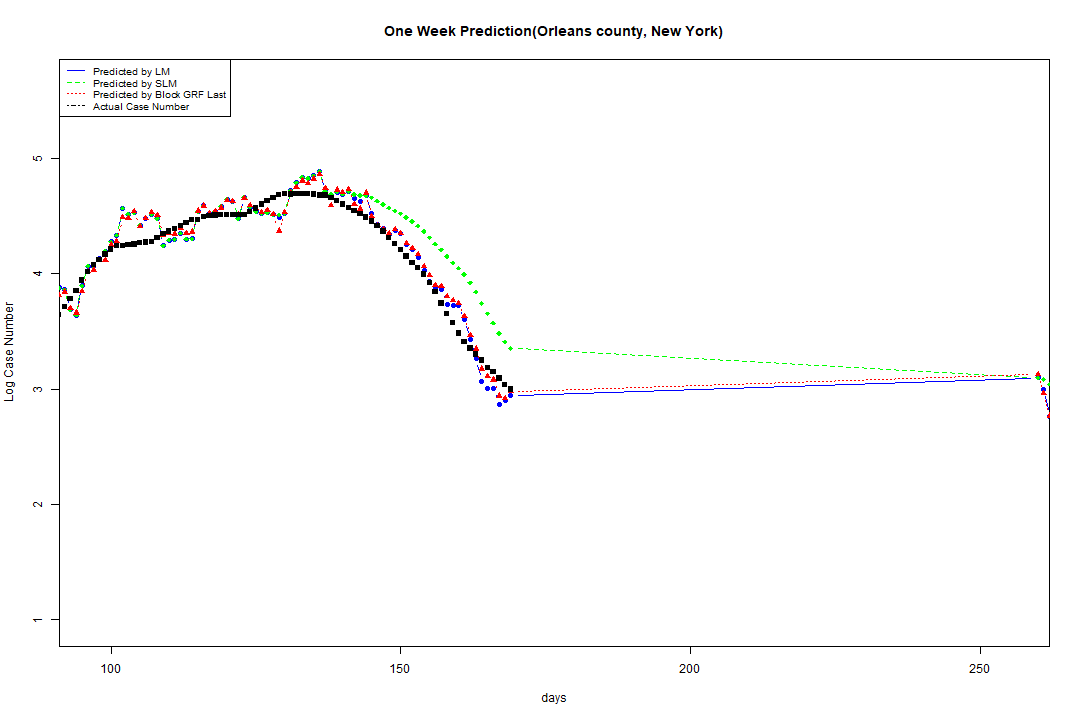 One Week Prediction(Orleans county, New York)
Predicted by LM
Predicted by SLM
Predicted by Block GRF Last
Actual Case Number
5
4
3
2
1
Log Case Number
100 150 200 250
days